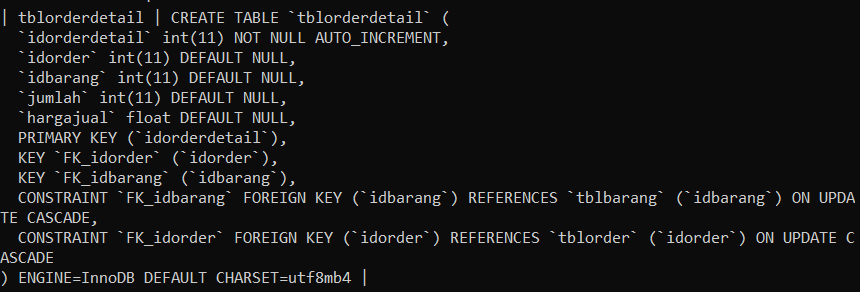 | tblorderdetail | CREATE TABLE `tblorderdetail` (
  `idorderdetail` int(11) NOT NULL AUTO_INCREMENT,
  `idorder` int(11) DEFAULT NULL,
  `idbarang` int(11) DEFAULT NULL,
  `jumlah` int(11) DEFAULT NULL,
  `hargajual` float DEFAULT NULL,
  PRIMARY KEY (`idorderdetail`),
  KEY `FK_idorder` (`idorder`),
  KEY `FK_idbarang` (`idbarang`),
  CONSTRAINT `FK_idbarang` FOREIGN KEY (`idbarang`) REFERENCES `tblbarang` (`idbarang`) ON UPDA
TE CASCADE,
  CONSTRAINT `FK_idorder` FOREIGN KEY (`idorder`) REFERENCES `tblorder` (`idorder`) ON UPDATE C
ASCADE
) ENGINE=InnoDB DEFAULT CHARSET=utf8mb4 |